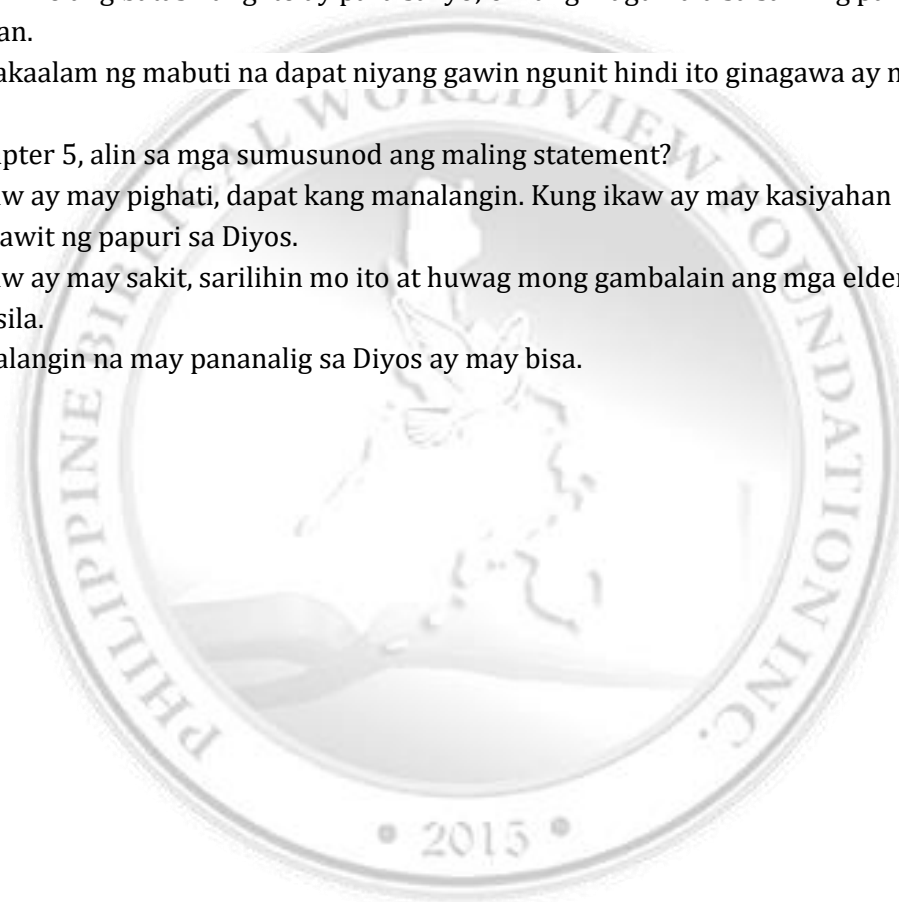 an.
akaalam ng mabuti na dapat niyang gawin ngunit hindi ito ginagawa ay n
pter 5, alin sa mga sumusunod ang maling statement?
w ay may pighati, dapat kang manalangin. Kung ikaw ay may kasiyahan
awit ng papuri sa Diyos.
w ay may sakit, sarilihin mo ito at huwag mong gambalain ang mga elder
sila.
alangin na may pananalig sa Diyos ay may bisa.
PHILIPPINE BIBLICAL WORLDVIEW FOUNDATION INC.
• 2015 •